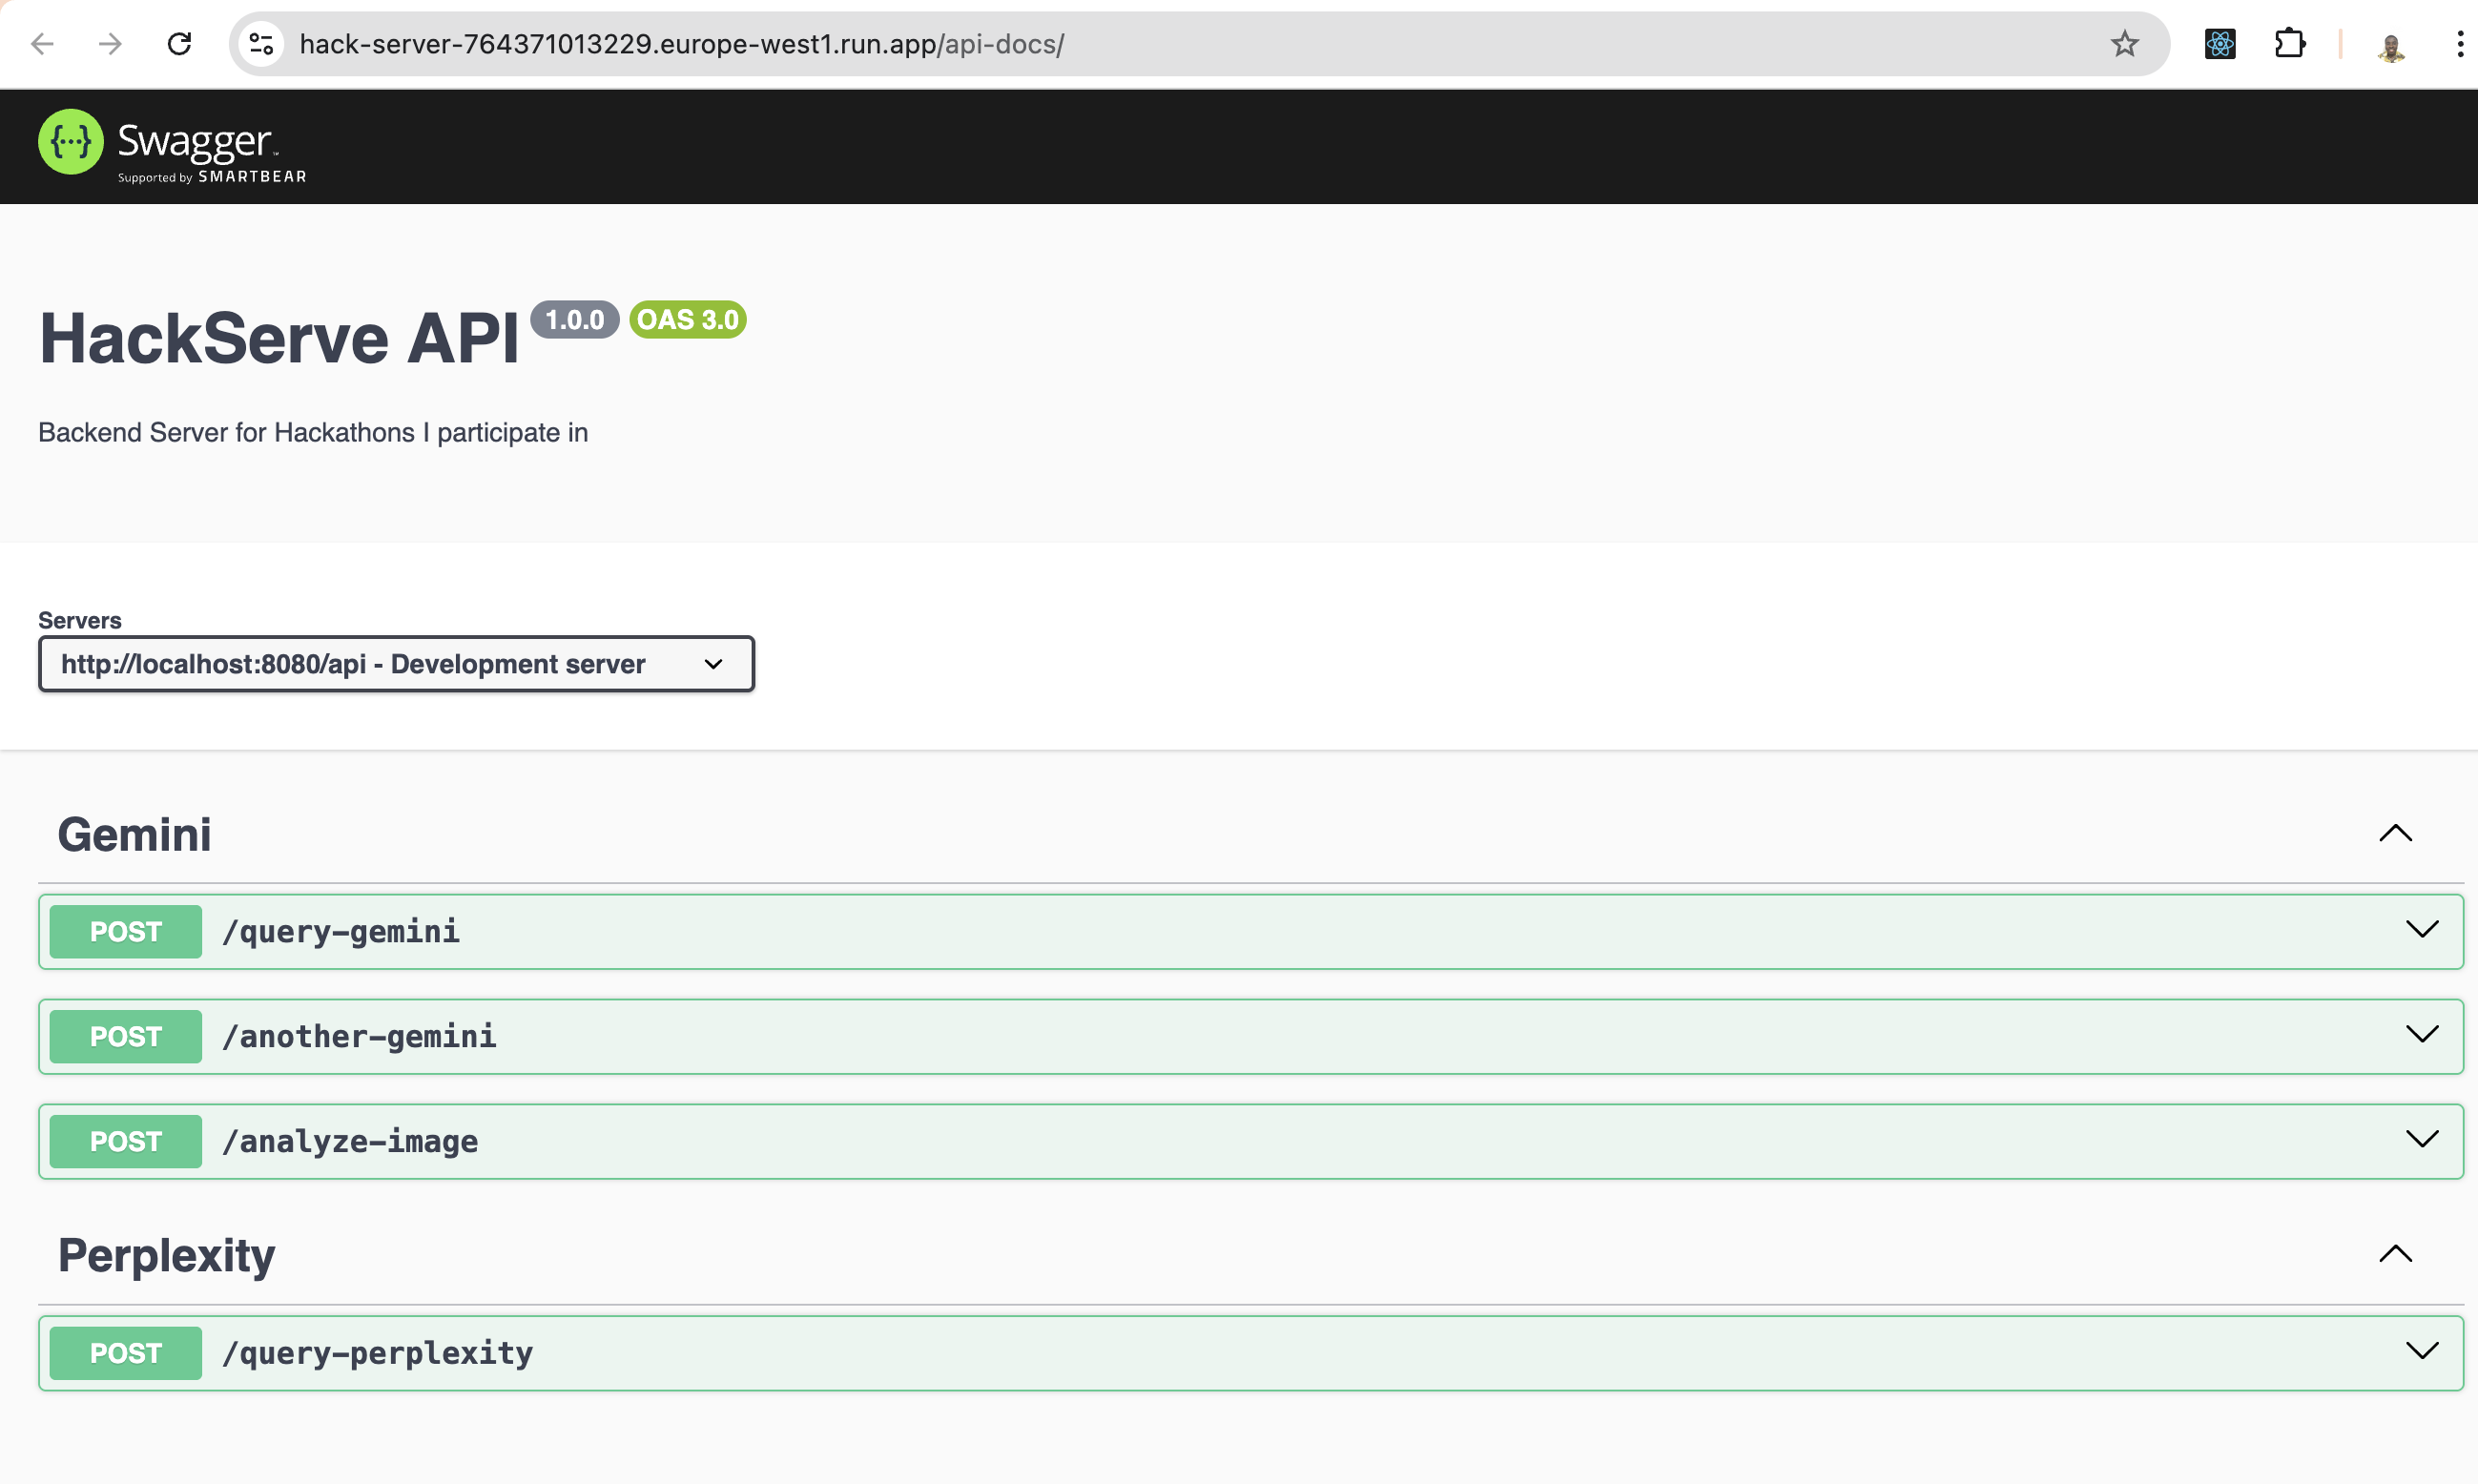 hack-server-764371013229.europe-west1.run.app/api-docs/
{···} Swagger™
Supported by SMARTBEAR
HackServe API 1.0.0 OAS 3.0
Backend Server for Hackathons I participate in
Servers
http://localhost:8080/api - Development server
Gemini
POST /query-gemini
POST /another-gemini
POST /analyze-image
Perplexity
POST /query-perplexity